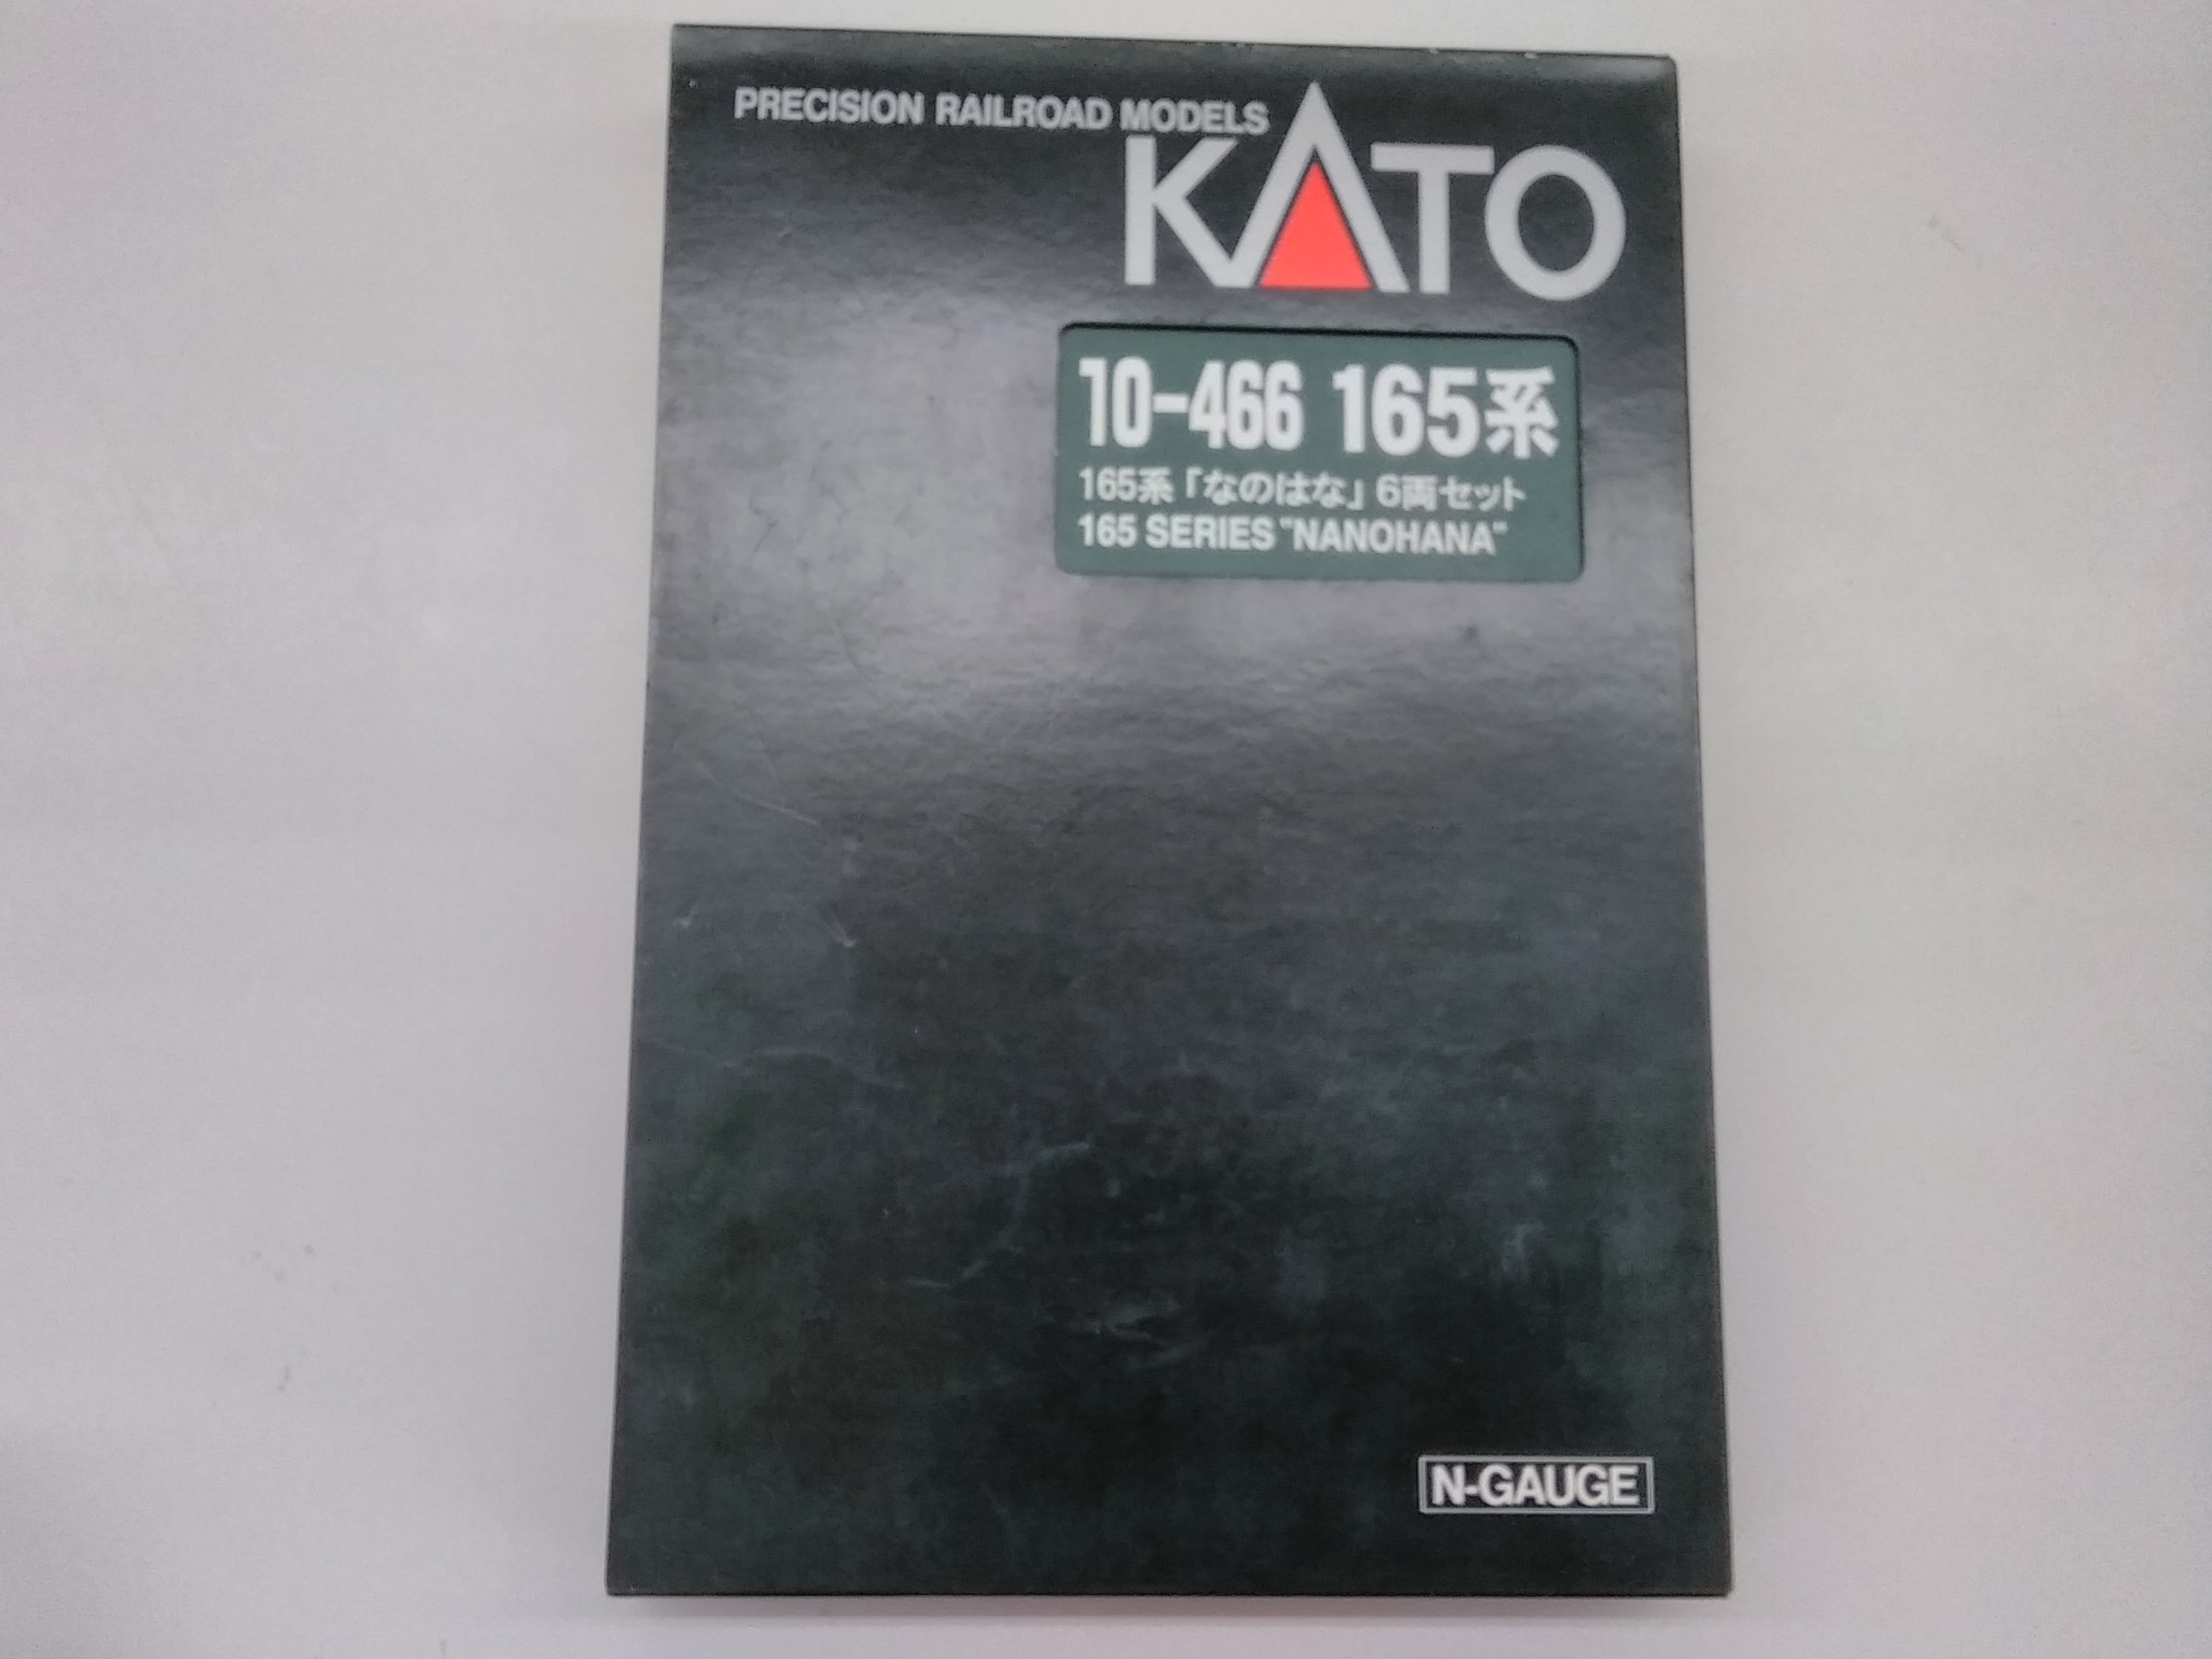 PRECISION RAILROAD MODELS
KATO
10-466 165系
165系「なのはな」6両セット
165 SERIES "NANOHANA"
N-GAUGE